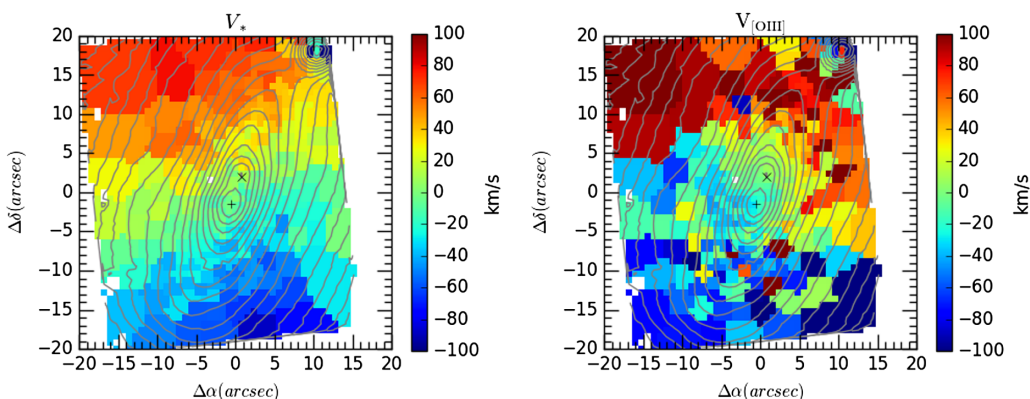 V* V[OIII]
20 100 20 100
15 80 15 80
10 60 10 60
5 40 5 40
0 20 0 20
−5 0 −5 0
−10 −20 −10 −20
−15 −40 −15 −40
−20 −60 −20 −60
−80 −80
−100 −100
Δδ(arcsec) km/s Δδ(arcsec) km/s
−20 −15 −10 −5 0 5 10 15 20 −20 −15 −10 −5 0 5 10 15 20
Δα(arcsec) Δα(arcsec)